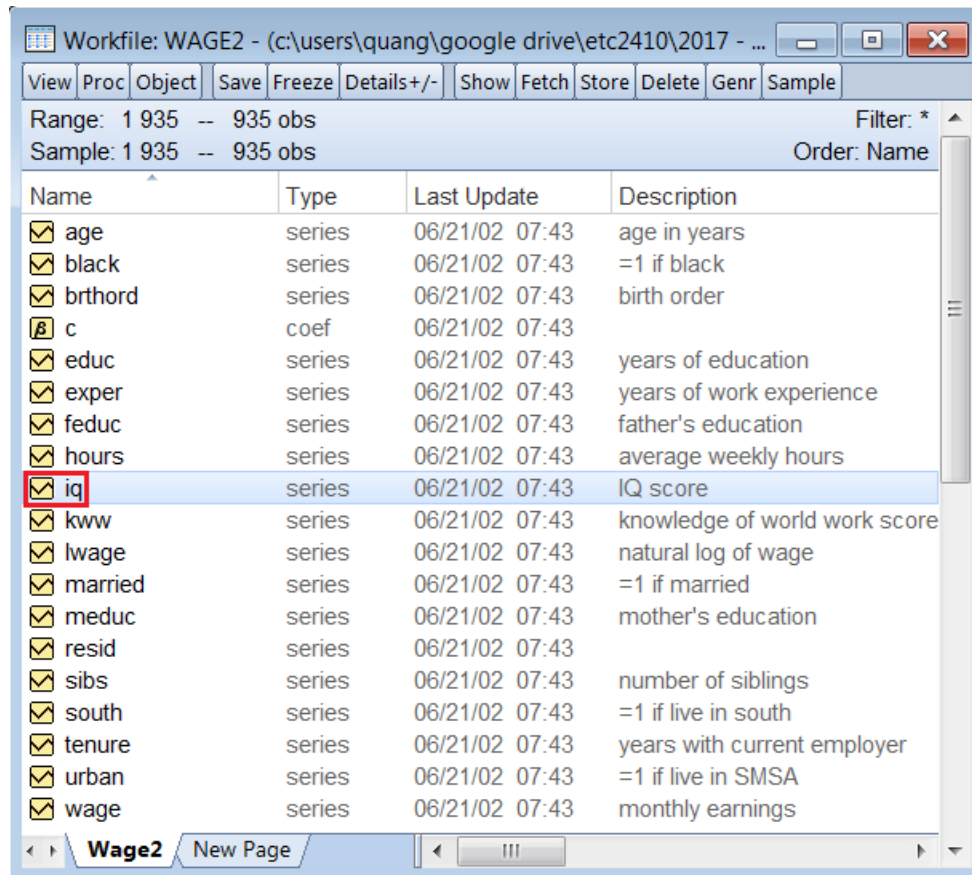 Workfile: WAGE2 - (c:\users\quang\google drive\etc2410\2017 - ...
View Proc Object Save Freeze Details+/- Show Fetch Store Delete Genr Sample
Range: 1 935 -- 935 obs Filter: *
Sample: 1 935 -- 935 obs Order: Name
Name Type Last Update Description
age series 06/21/02 07:43 age in years
black series 06/21/02 07:43 =1 if black
brthord series 06/21/02 07:43 birth order
β c coef 06/21/02 07:43
educ series 06/21/02 07:43 years of education
exper series 06/21/02 07:43 years of work experience
feduc series 06/21/02 07:43 father's education
hours series 06/21/02 07:43 average weekly hours
iq series 06/21/02 07:43 IQ score
kww series 06/21/02 07:43 knowledge of world work score
lwage series 06/21/02 07:43 natural log of wage
married series 06/21/02 07:43 =1 if married
meduc series 06/21/02 07:43 mother's education
resid series 06/21/02 07:43
sibs series 06/21/02 07:43 number of siblings
south series 06/21/02 07:43 =1 if live in south
tenure series 06/21/02 07:43 years with current employer
urban series 06/21/02 07:43 =1 if live in SMSA
wage series 06/21/02 07:43 monthly earnings
Wage2 New Page